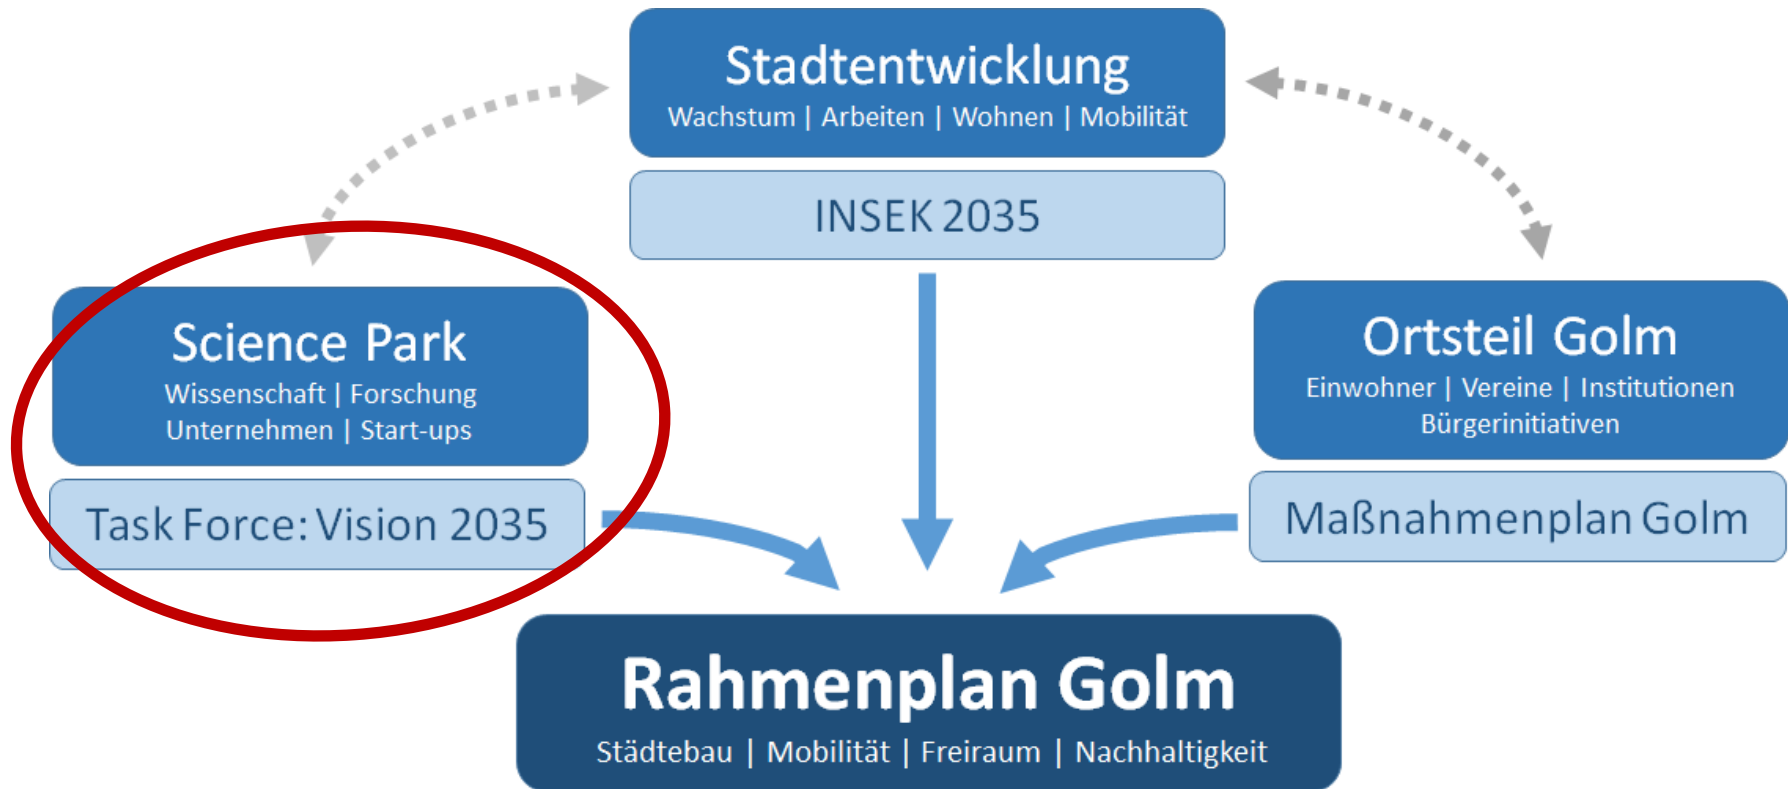 Stadtentwicklung
Wachstum | Arbeiten | Wohnen | Mobilität
INSEK 2035
Science Park
Wissenschaft | Forschung
Unternehmen | Start-ups
Task Force: Vision 2035
Ortsteil Golm
Einwohner | Vereine | Institutionen
Bürgerinitiativen
Maßnahmenplan Golm
Rahmenplan Golm
Städtebau | Mobilität | Freiraum | Nachhaltigkeit